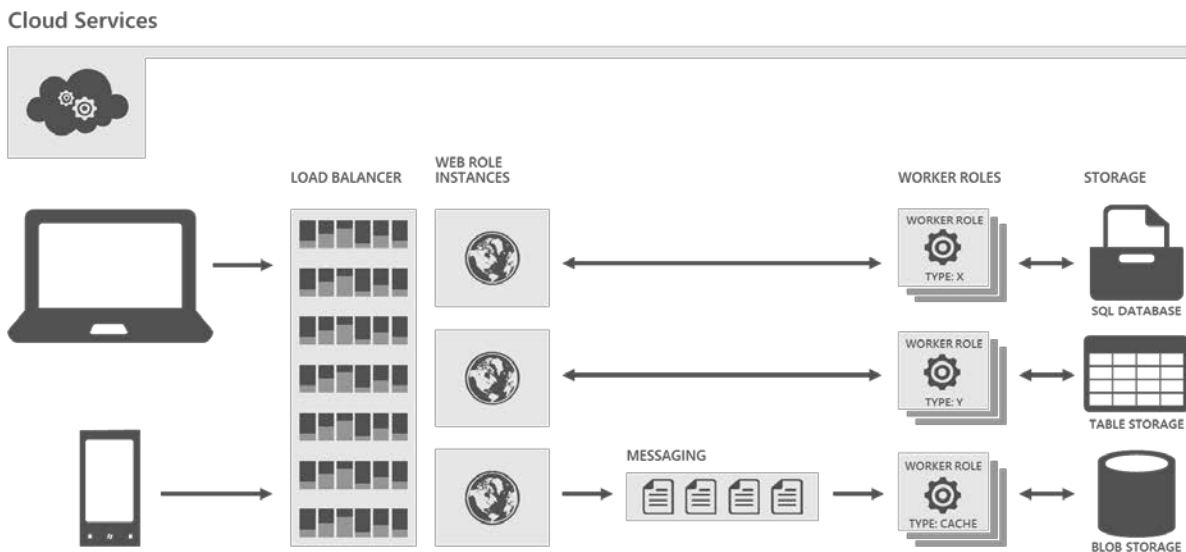 Cloud Services
LOAD BALANCER
WEB ROLE
INSTANCES
WORKER ROLES
STORAGE
WORKER ROLE
TYPE: X
SQL DATABASE
WORKER ROLE
TYPE: Y
TABLE STORAGE
MESSAGING
WORKER ROLE
TYPE: CACHE
BLOB STORAGE